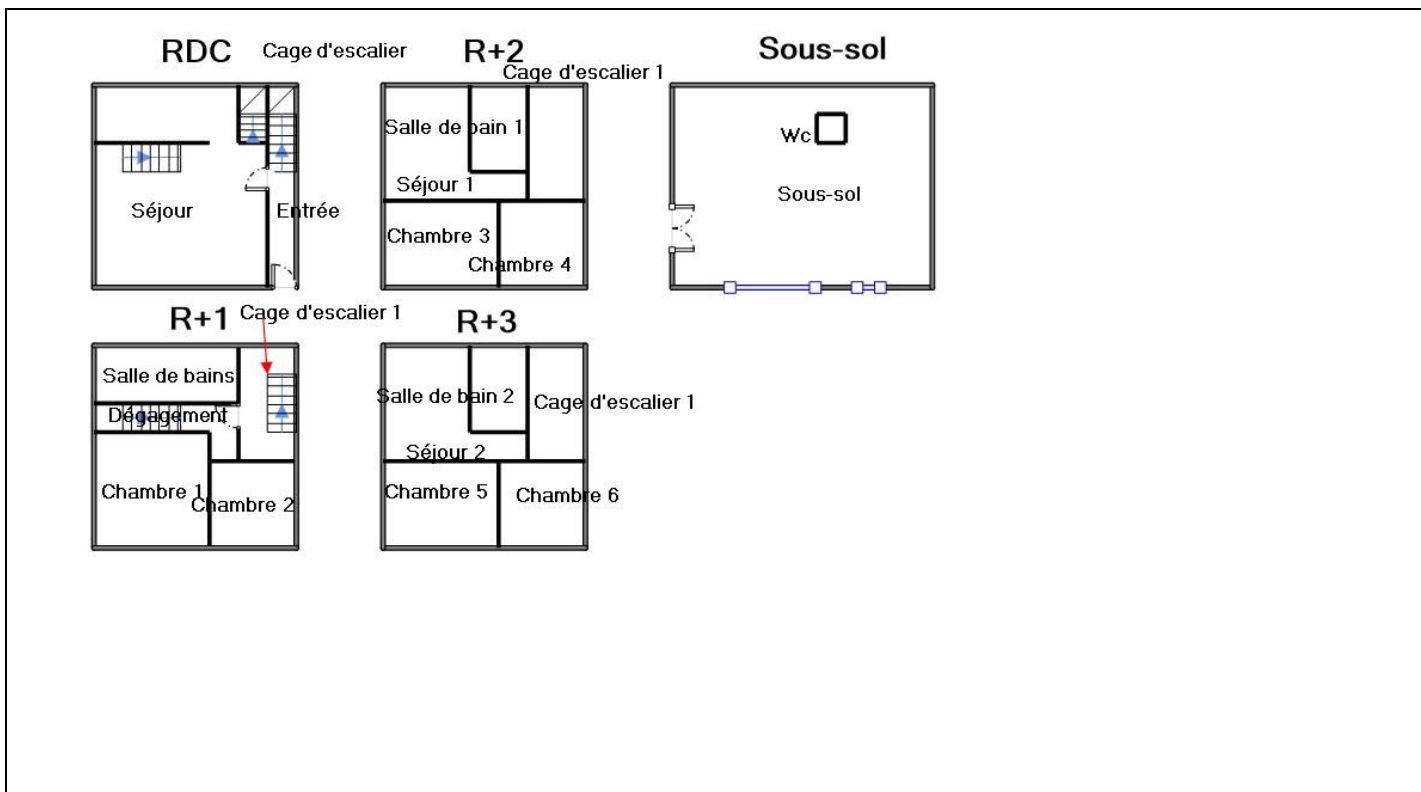 RDC
Cage d'escalier
Séjour
Entrée
R+2
Cage d'escalier 1
Salle de bain 1
Séjour 1
Chambre 3
Chambre 4
Sous-sol
Wc
Sous-sol
R+1
Cage d'escalier 1
Salle de bains
Dégagement
Chambre 1
Chambre 2
R+3
Salle de bain 2
Cage d'escalier 1
Séjour 2
Chambre 5
Chambre 6